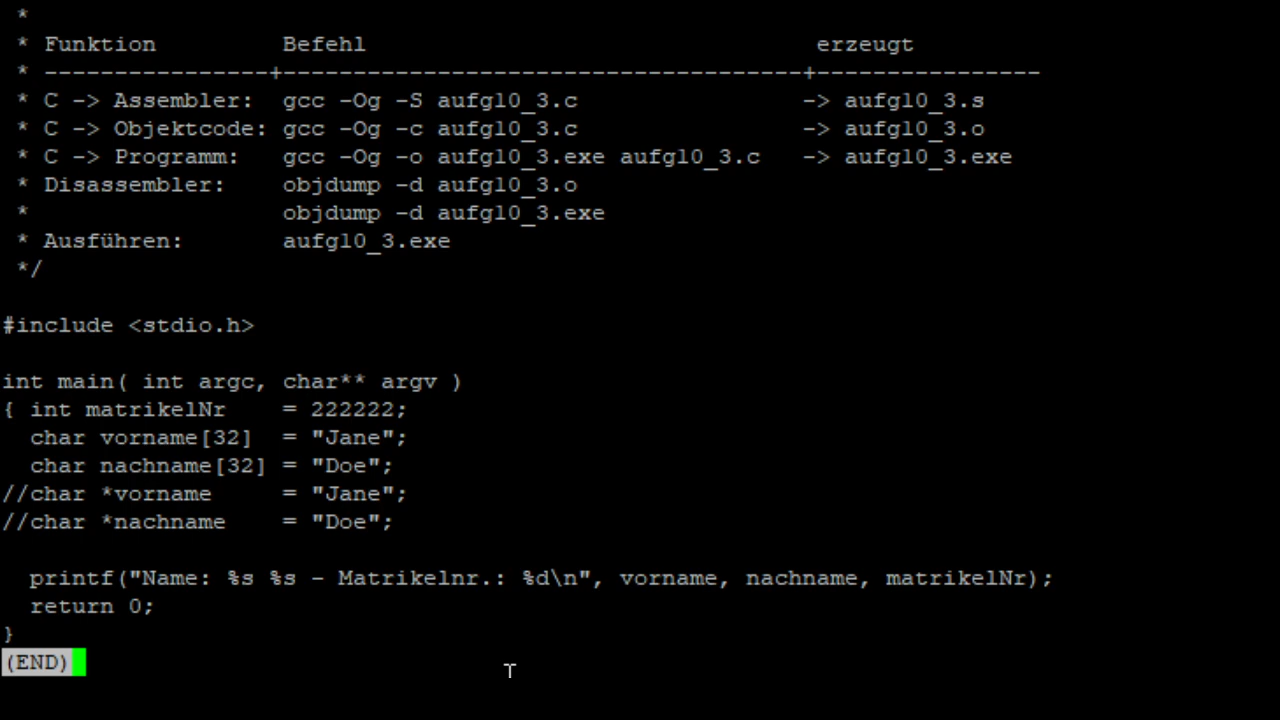 *
* Funktion        Befehl                                erzeugt
* ----------------+-------------------------------------+----------------
* C -> Assembler:  gcc -Og -S aufg10_3.c                -> aufg10_3.s
* C -> Objektcode: gcc -Og -c aufg10_3.c                -> aufg10_3.o
* C -> Programm:   gcc -Og -o aufg10_3.exe aufg10_3.c   -> aufg10_3.exe
* Disassembler:    objdump -d aufg10_3.o
*                  objdump -d aufg10_3.exe
* Ausführen:       aufg10_3.exe
*/
#include <stdio.h>
int main( int argc, char** argv )
{ int matrikelNr    = 222222;
  char vorname[32]  = "Jane";
  char nachname[32] = "Doe";
//char *vorname     = "Jane";
//char *nachname    = "Doe";
  printf("Name: %s %s - Matrikelnr.: %d\n", vorname, nachname, matrikelNr);
  return 0;
}
(END)